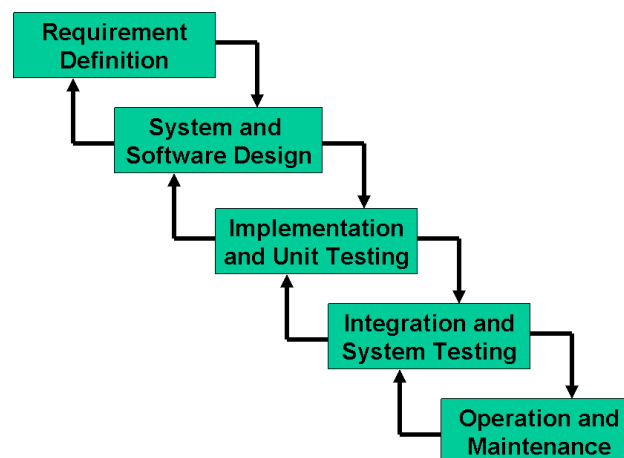 Requirement
Definition
System and
Software Design
Implementation
and Unit Testing
Integration and
System Testing
Operation and
Maintenance